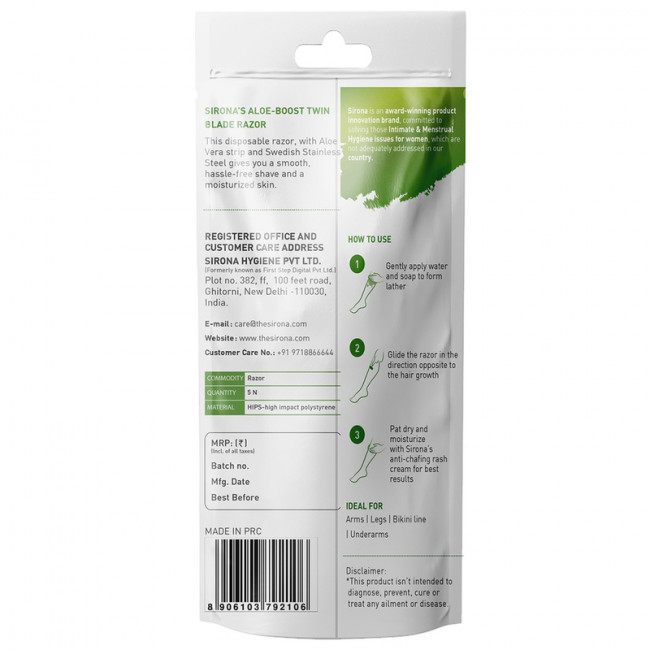 SIRONA'S ALOE-BOOST TWIN
BLADE RAZOR
This disposable razor, with Aloe
Vera strip and Swedish Stainless
Steel gives you a smooth,
hassle-free shave and a
moisturized skin.
REGISTERED OFFICE AND
CUSTOMER CARE ADDRESS
SIRONA HYGIENE PVT LTD.
(Formerly known as First Step Digital Pvt Ltd.)
Plot no. 382, ff, 100 feet road,
Ghitorni, New Delhi -110030,
India.
E-mail: care@thesirona.com
Website: www.thesirona.com
Customer Care No.: +91 9718866644
COMMODITY Razor
QUANTITY 5 N
MATERIAL HIPS-high impact polystyrene
MRP: (₹)
(Incl. of all taxes)
Batch no.
Mfg. Date
Best Before
MADE IN PRC
8 906103 792106
Sirona is an award-winning product
innovation brand, committed to
solving those Intimate & Menstrual
Hygiene issues for women, which are
not adequately addressed in our
country.
HOW TO USE
1
Gently apply water
and soap to form
lather
2
Glide the razor in the
direction opposite to
the hair growth
3
Pat dry and
moisturize
with Sirona's
anti-chafing rash
cream for best
results
IDEAL FOR
Arms | Legs | Bikini line
| Underarms
Disclaimer:
*This product isn't intended to
diagnose, prevent, cure or
treat any ailment or disease.